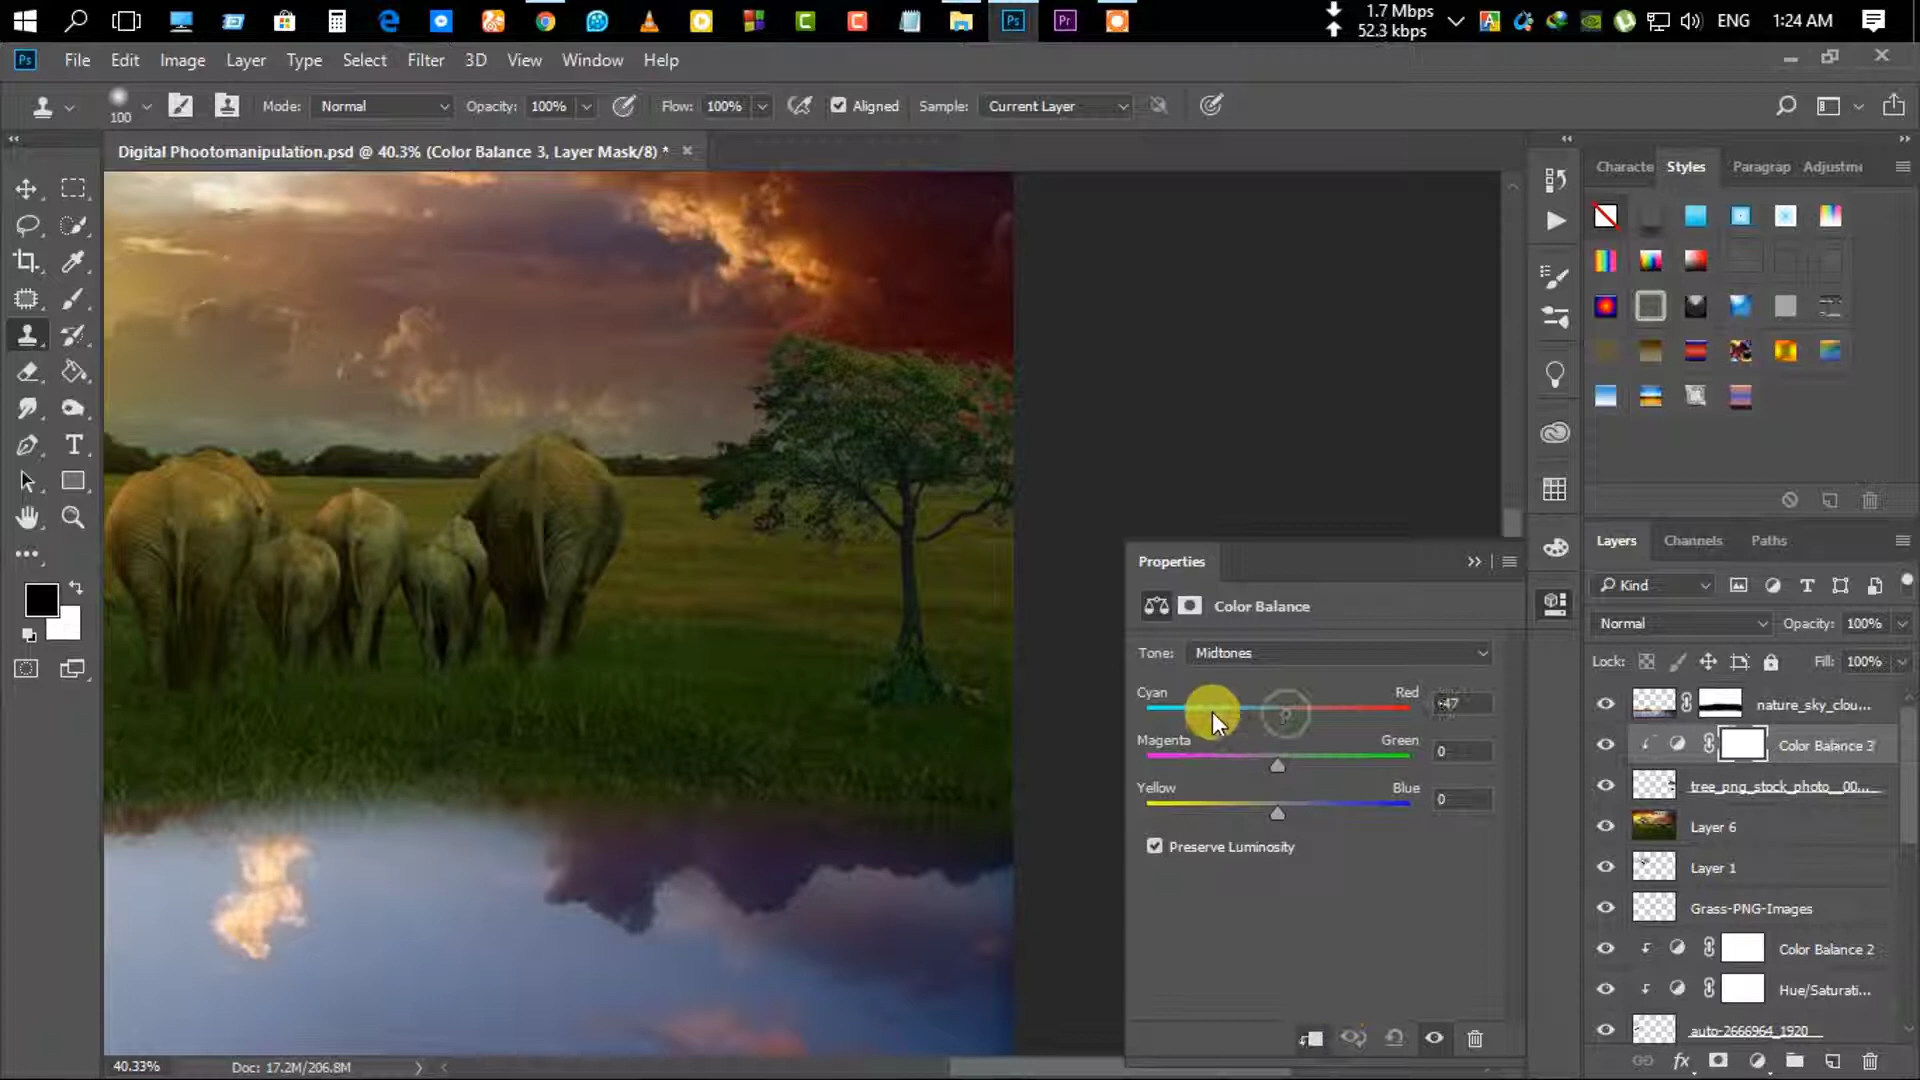 1.7 Mbps
52.3 kbps
ENG
1:24 AM
Ps
File Edit Image Layer Type Select Filter 3D View Window Help
100
Mode: Normal Opacity: 100% Flow: 100% Aligned Sample: Current Layer
Digital Phootomanipulation.psd @ 40.3% (Color Balance 3, Layer Mask/8) *
Characte Styles Paragrap Adjustme
Properties
Color Balance
Tone: Midtones
Cyan Red -47
Magenta Green 0
Yellow Blue 0
Preserve Luminosity
Layers Channels Paths
Kind
Normal Opacity: 100%
Lock: Fill: 100%
nature_sky_clou...
Color Balance 3
tree_png_stock_photo__00...
Layer 6
Layer 1
Grass-PNG-Images
Color Balance 2
Hue/Saturati...
auto-2666964_1920
40.33% Doc: 17.2M/206.8M